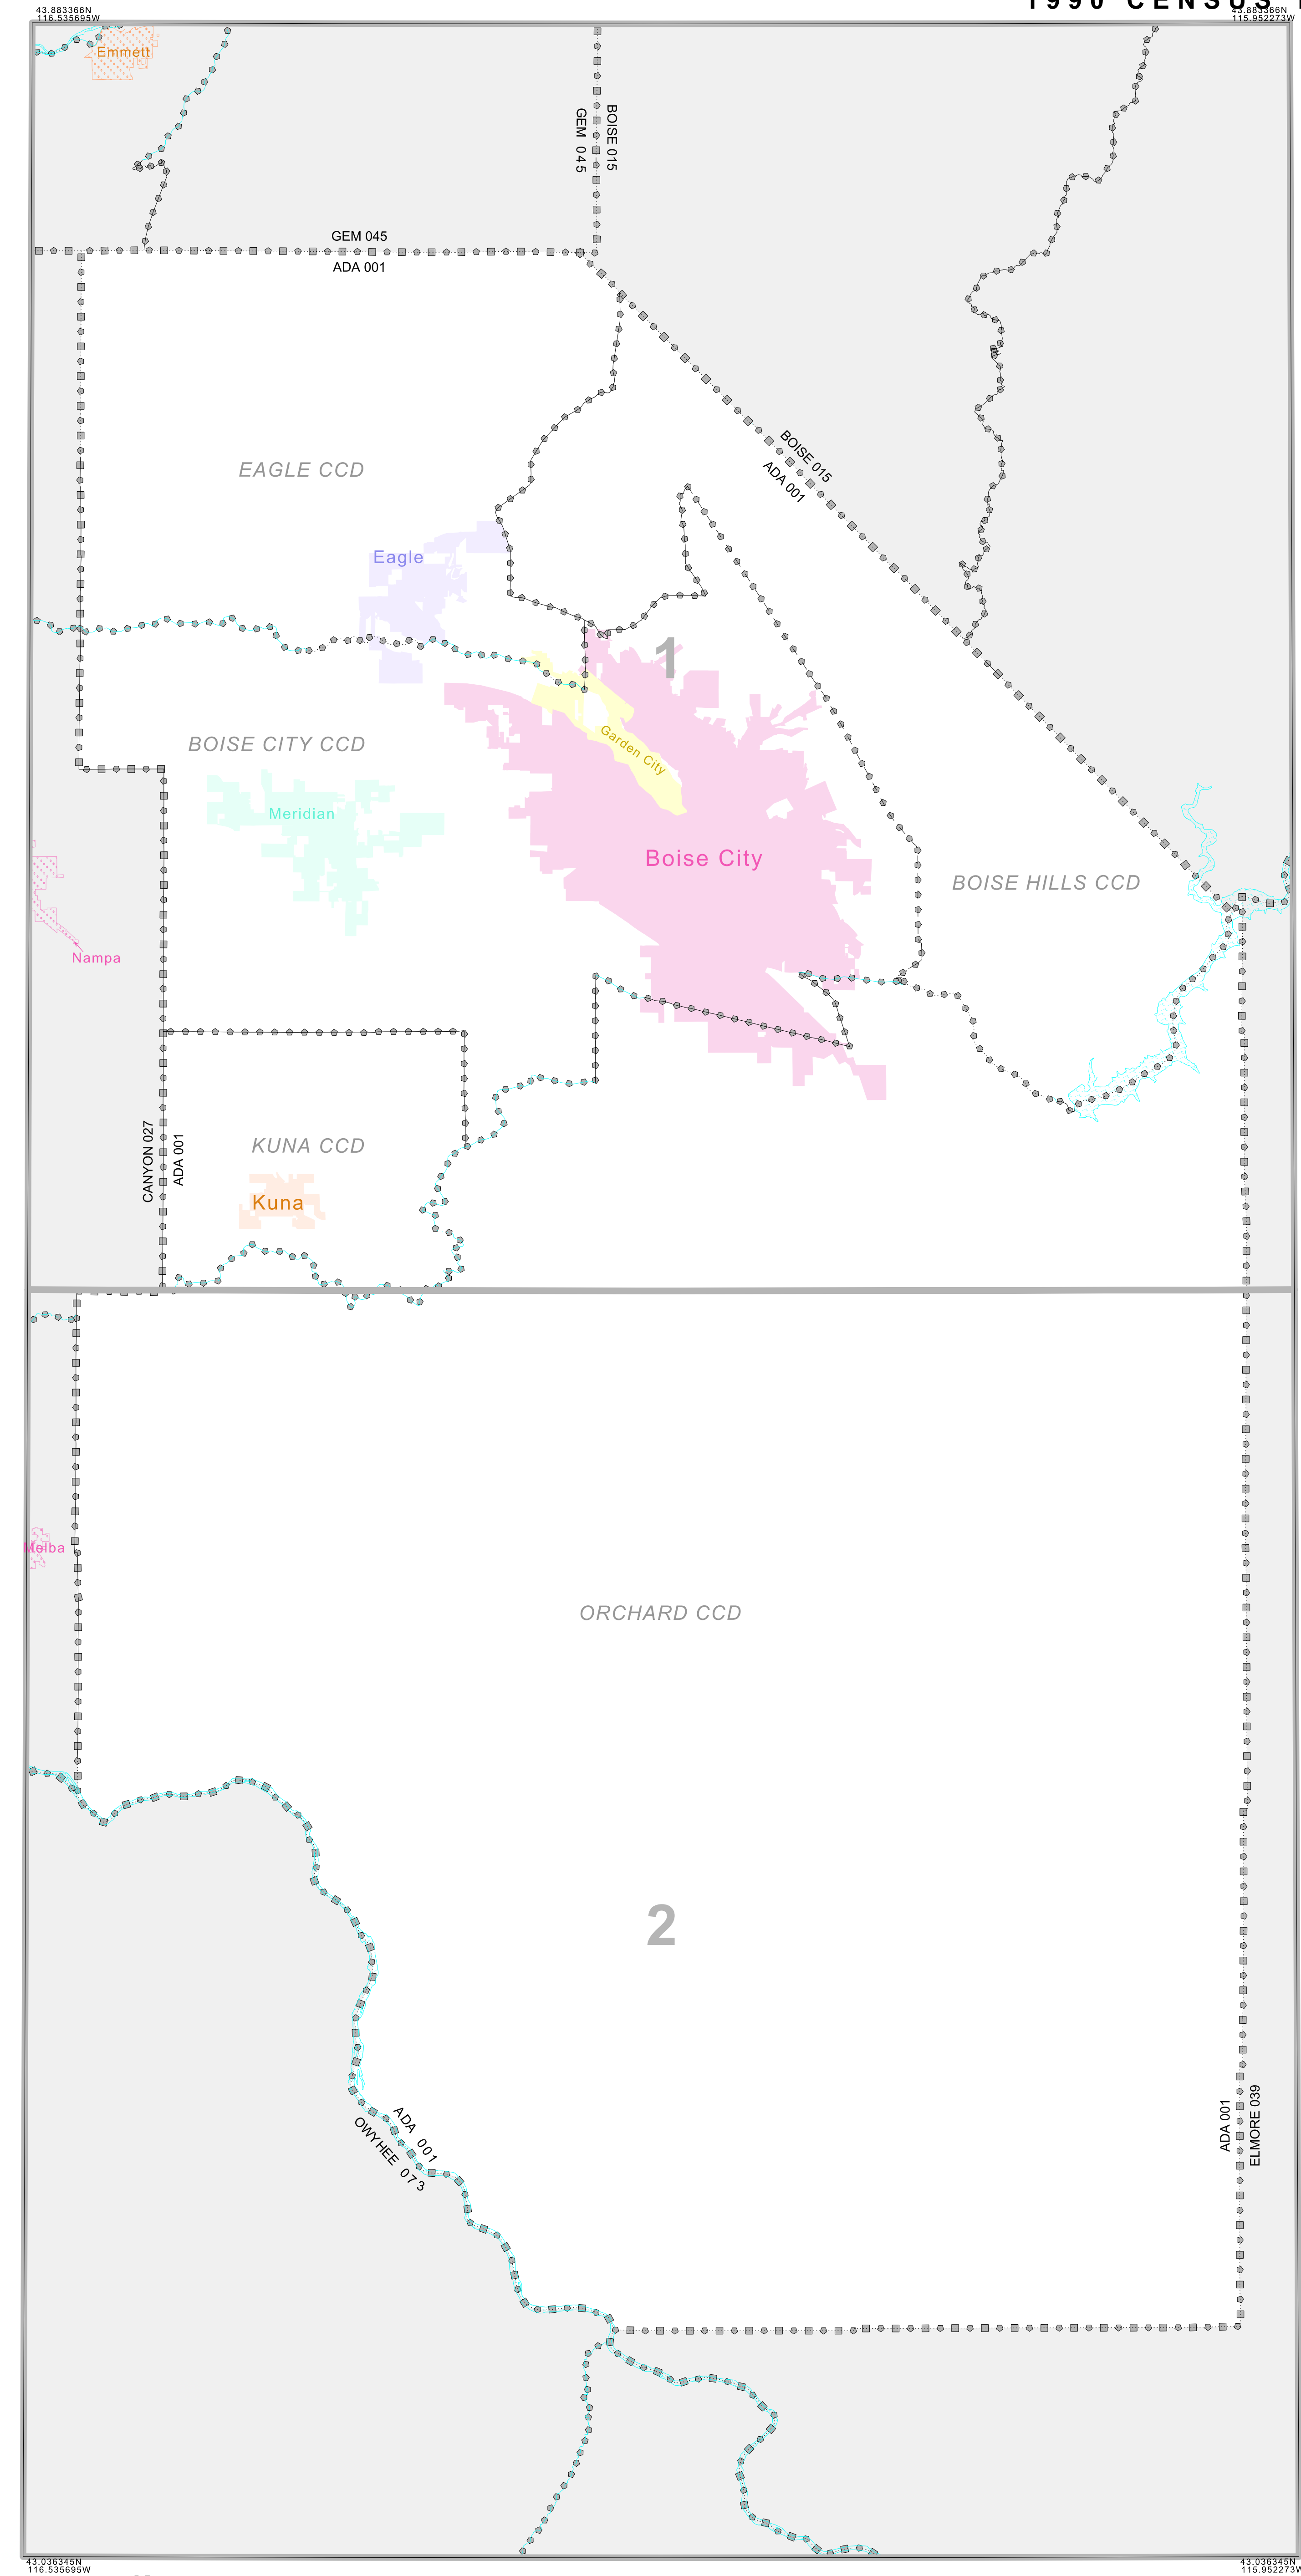 1990 CENSUS
43.883366N
116.535695W
43.883366N
115.952273W
Emmett
GEM 045
BOISE 015
GEM 045
ADA 001
BOISE 015
ADA 001
EAGLE CCD
Eagle
1
BOISE CITY CCD
Garden City
Meridian
Boise City
BOISE HILLS CCD
Nampa
CANYON 027
ADA 001
KUNA CCD
Kuna
Melba
ORCHARD CCD
2
ADA 001
OWYHEE 073
ADA 001
ELMORE 039
43.036345N
116.535695W
43.036345N
115.952273W